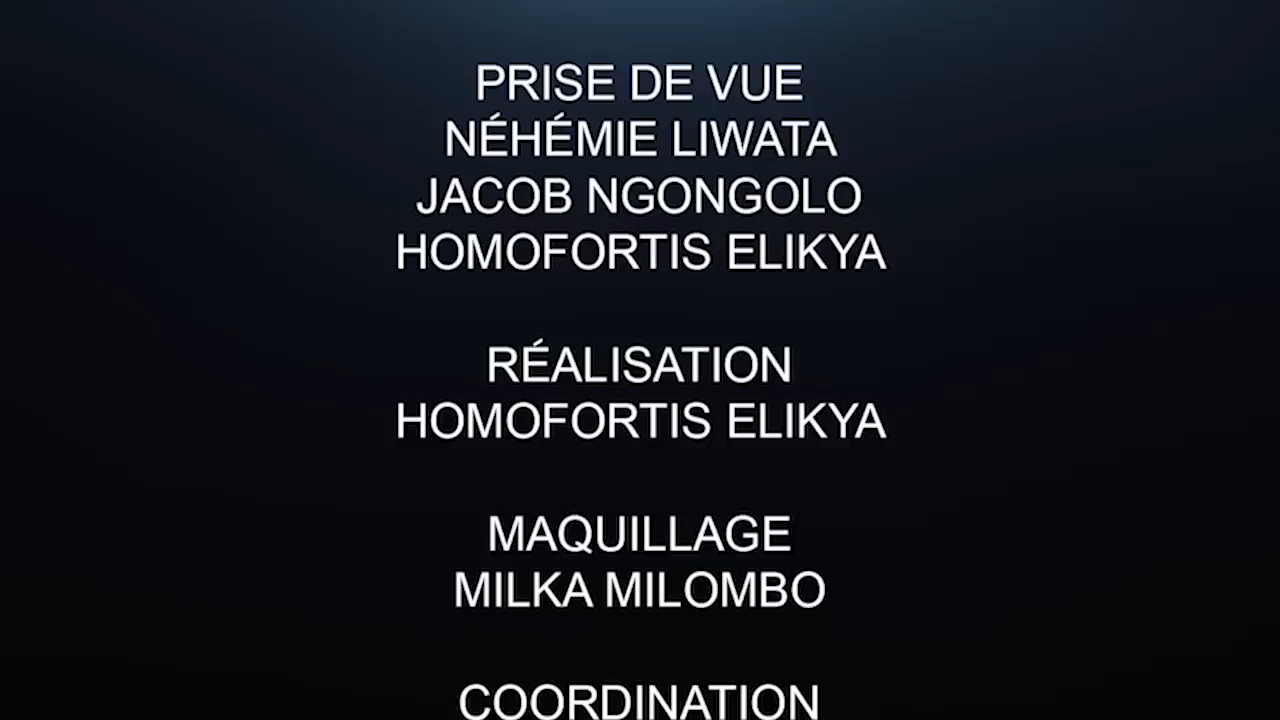 PRISE DE VUE
NÉHÉMIE LIWATA
JACOB NGONGOLO
HOMOFORTIS ELIKYA
RÉALISATION
HOMOFORTIS ELIKYA
MAQUILLAGE
MILKA MILOMBO
COORDINATION